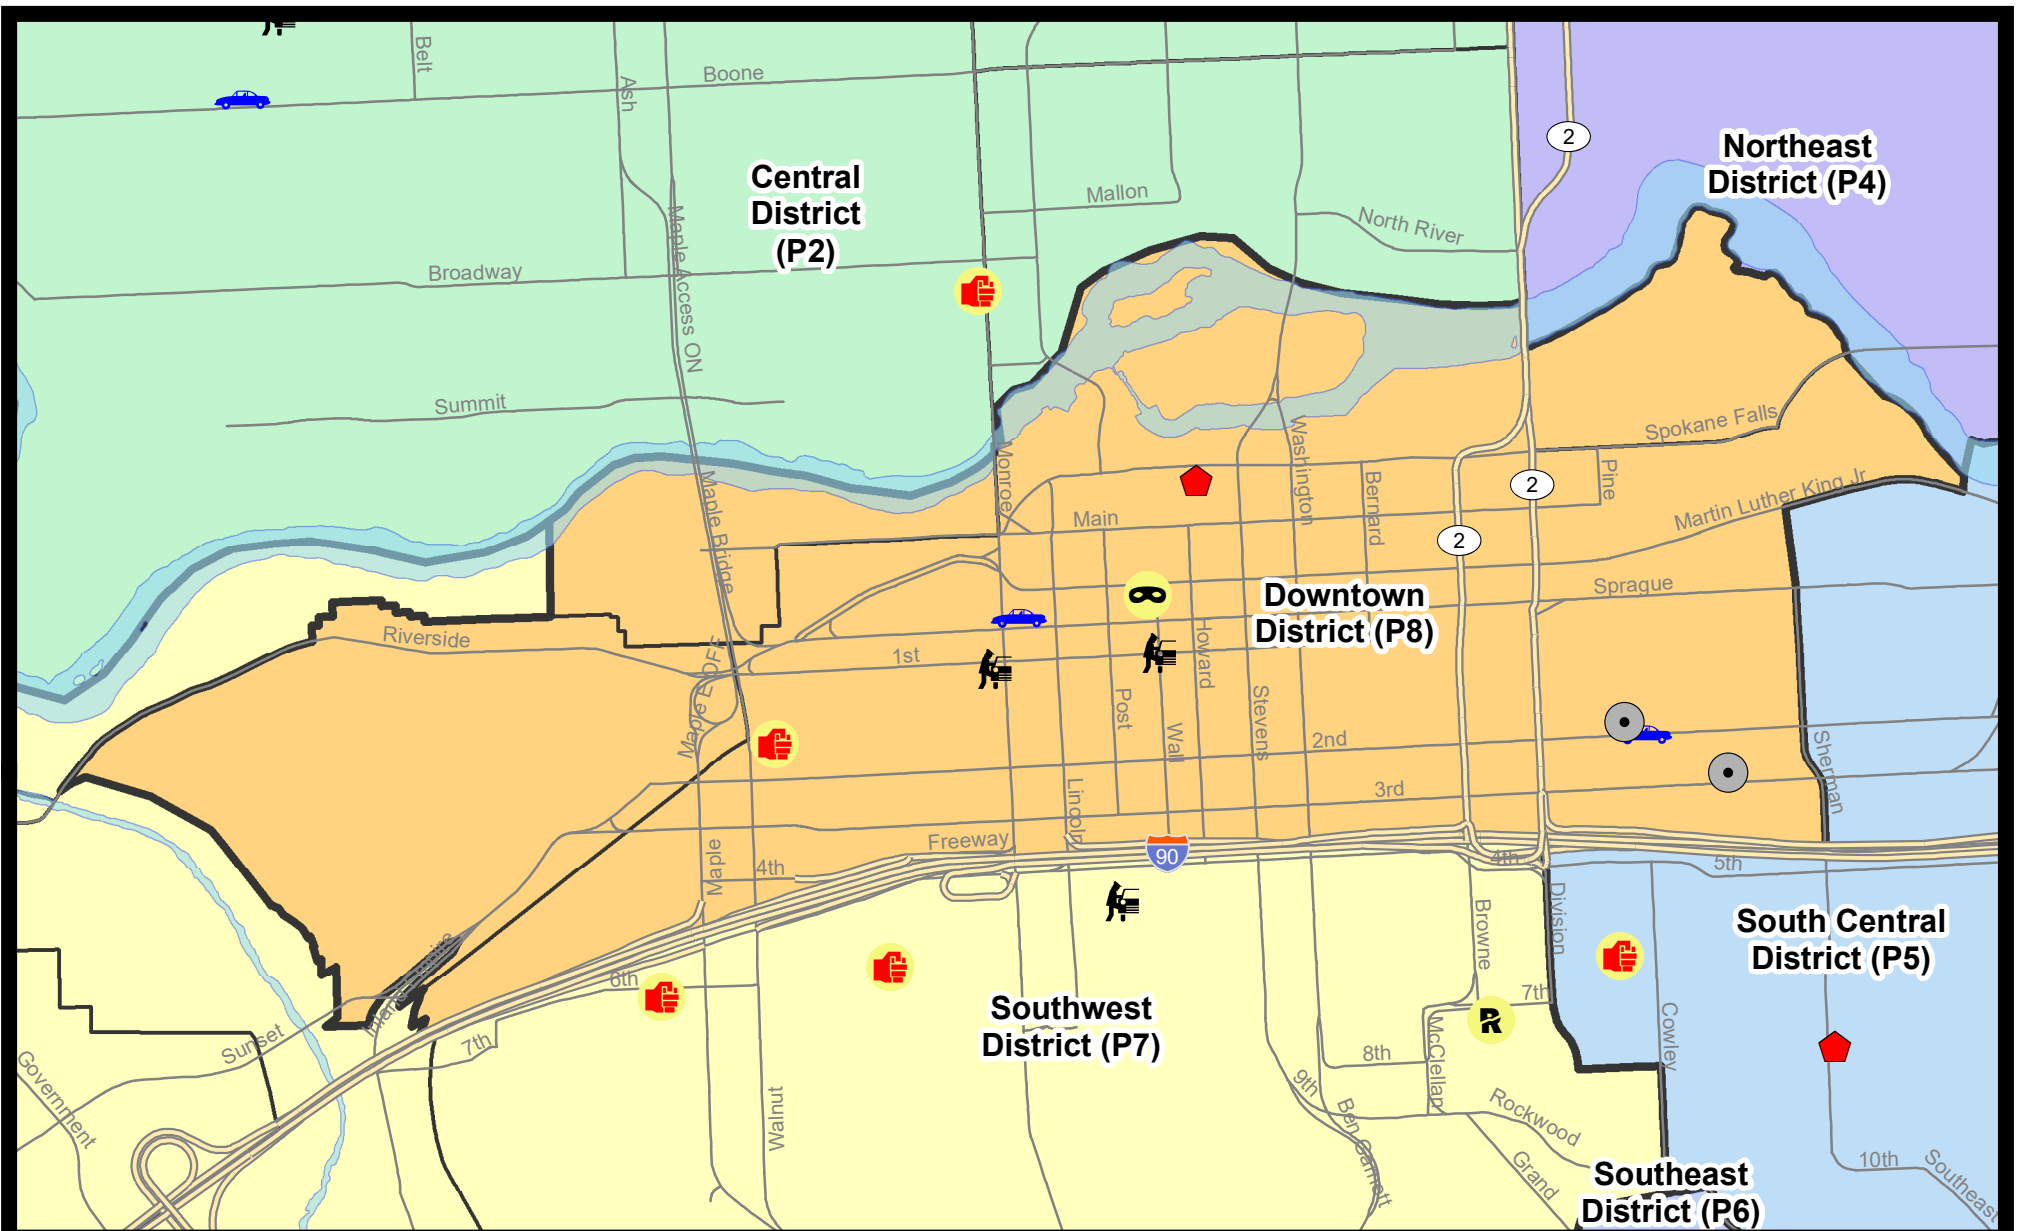 Belt
Ash
Boone
2
Northeast
District (P4)
Central
District
(P2)
Mallon
North River
Maple Access ON
Broadway
Summit
Monroe
Washington
Spokane Falls
Bernard
Pine
2
Martin Luther King Jr
Maple Bridge
Main
2
Downtown
District (P8)
Sprague
Riverside
Howard
1st
Maple E OFF
Post
Wall
Stevens
2nd
Sherman
Lincoln
3rd
Freeway
90
4th
5th
Maple
4th
Browne
Division
South Central
District (P5)
6th
Southwest
District (P7)
7th
Sunset
7th
Cowley
McClellan
8th
9th
Government
Walnut
Ben Garnett
Rockwood
Grand
10th
Southeast
Southeast
District (P6)